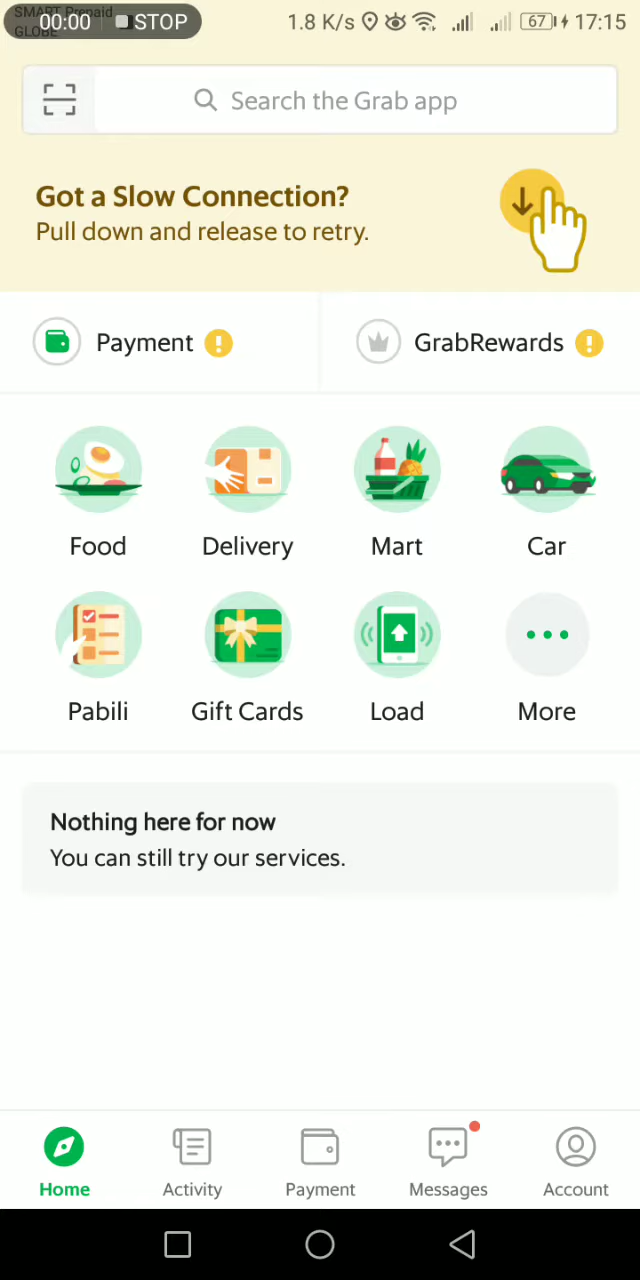 SMART Prepaid
GLOBE
00:00 STOP 1.8 K/s 67 17:15
Search the Grab app
Got a Slow Connection?
Pull down and release to retry.
Payment ! GrabRewards !
Food Delivery Mart Car
Pabili Gift Cards Load More
Nothing here for now
You can still try our services.
Home Activity Payment Messages Account